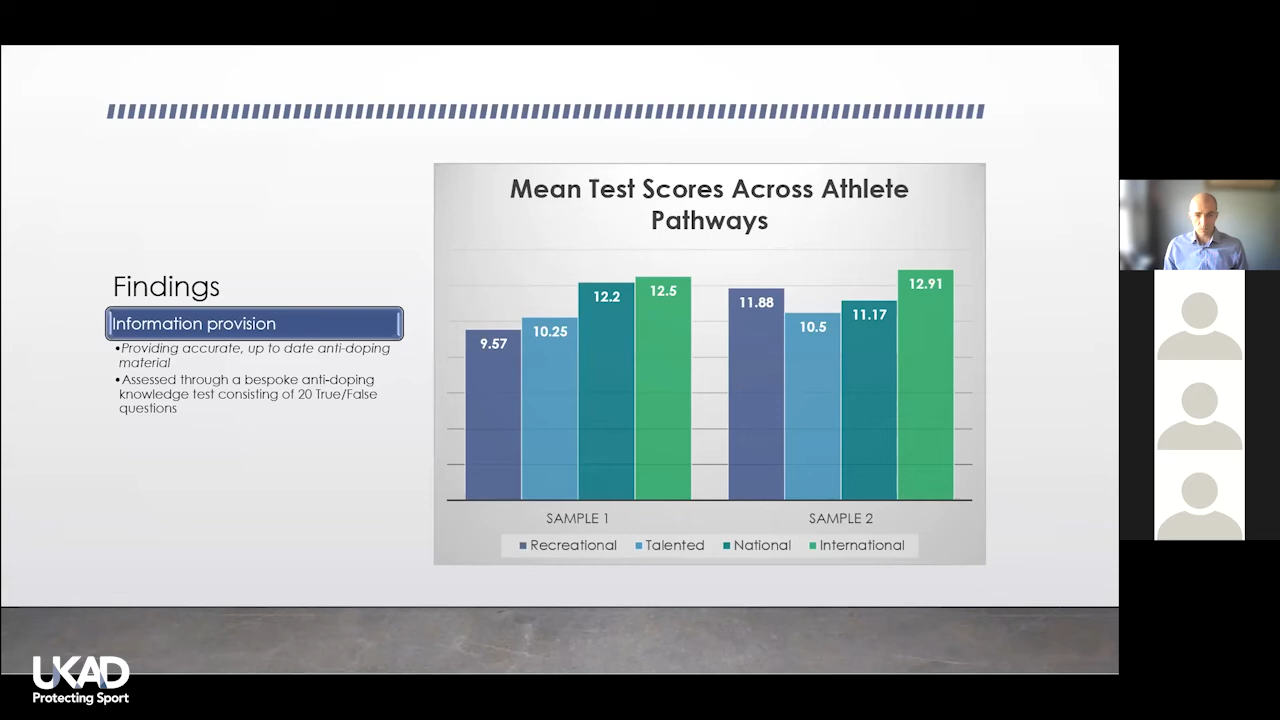 Mean Test Scores Across Athlete
Pathways
Findings
Information provision
•Providing accurate, up to date anti-doping
material
•Assessed through a bespoke anti-doping
knowledge test consisting of 20 True/False
questions
9.57
10.25
12.2
12.5
11.88
10.5
11.17
12.91
SAMPLE 1
SAMPLE 2
Recreational
Talented
National
International
UKAD
Protecting Sport